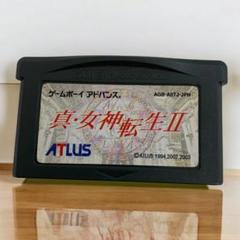 ゲームボーイ アドバンス
AGB-A8TJ-JPN
真・女神転生II
ATLUS
©ATLUS 1994,2002,2003